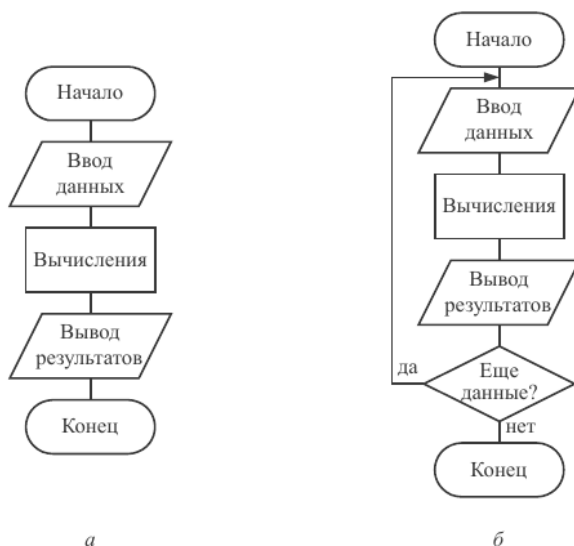 Начало
Ввод
данных
Вычисления
Вывод
результатов
Конец
а
Начало
Ввод
данных
Вычисления
Вывод
результатов
Еще
данные?
да
нет
Конец
б